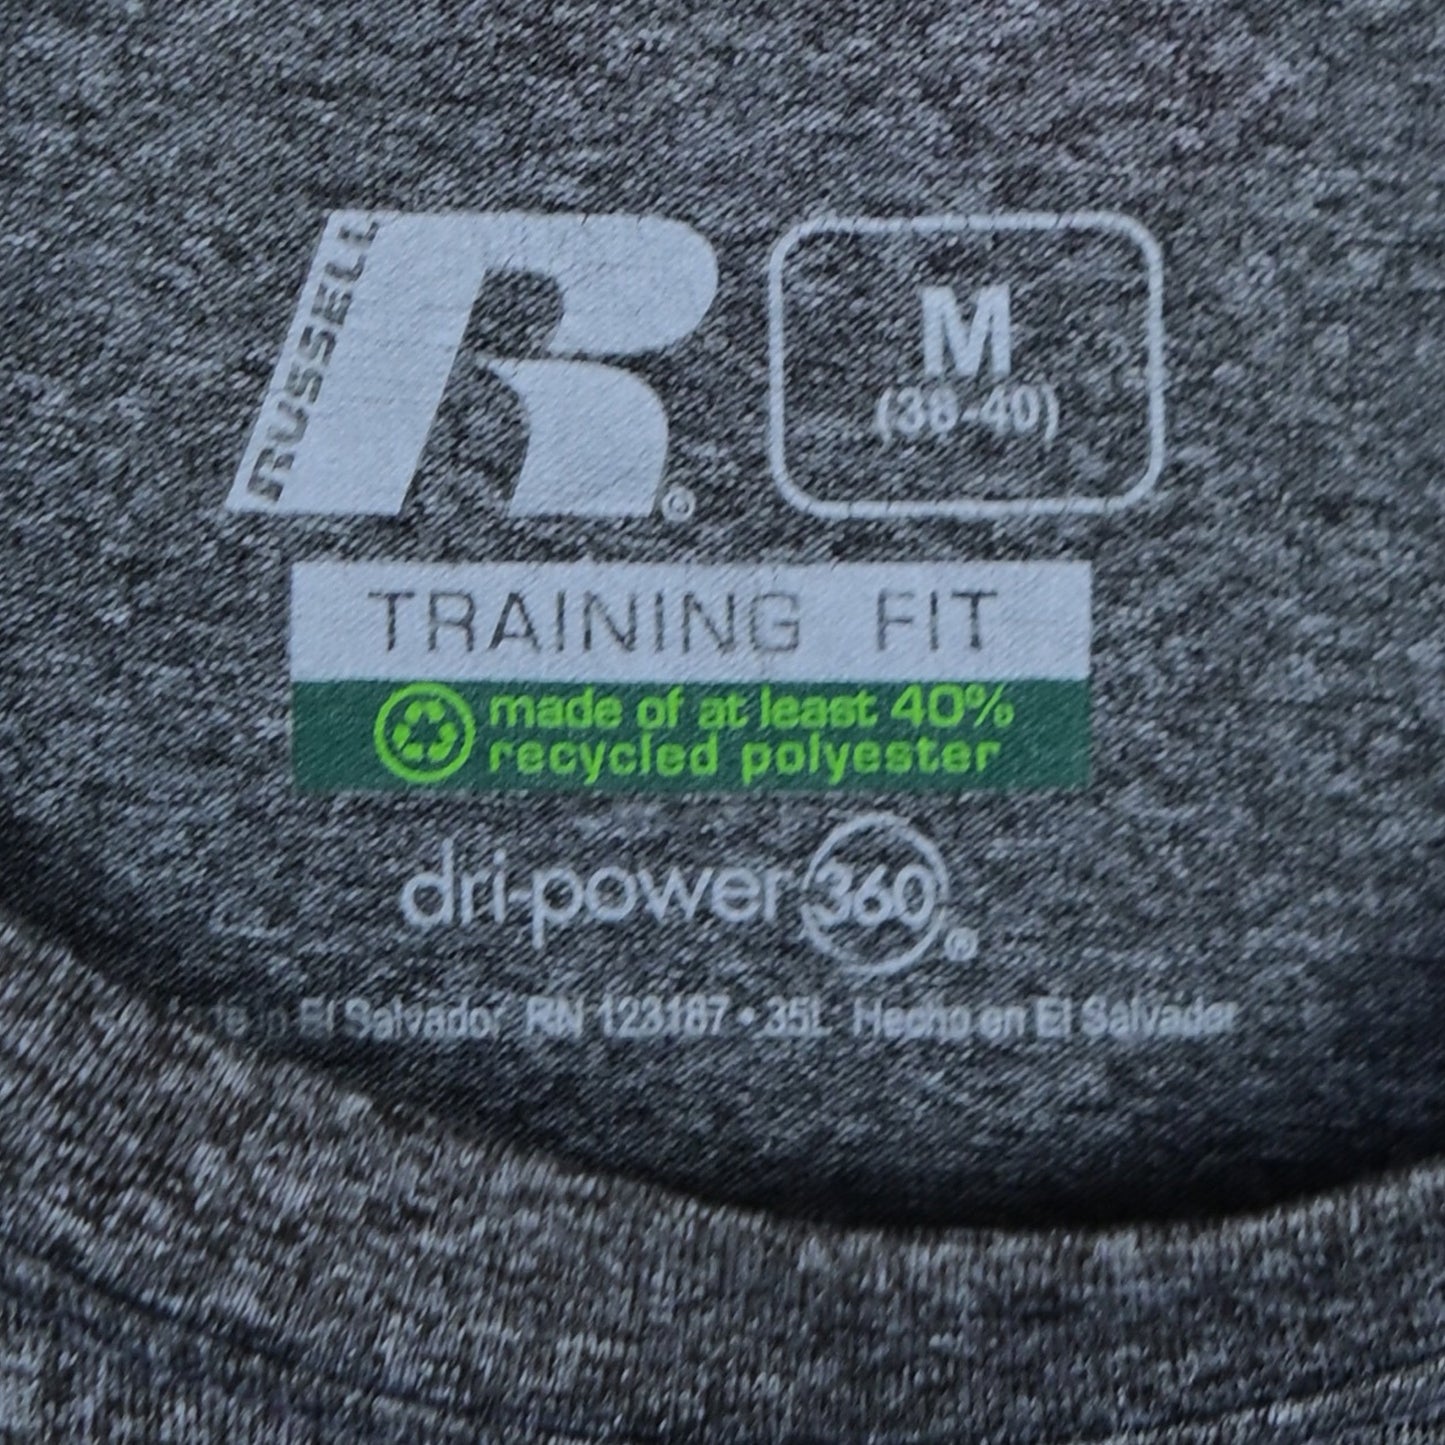 RUSSELL R®
M
(38-40)
TRAINING FIT
made of at least 40%
recycled polyester
dri-power 360®
in El Salvador RN 123187 • 35L Hecho en El Salvador